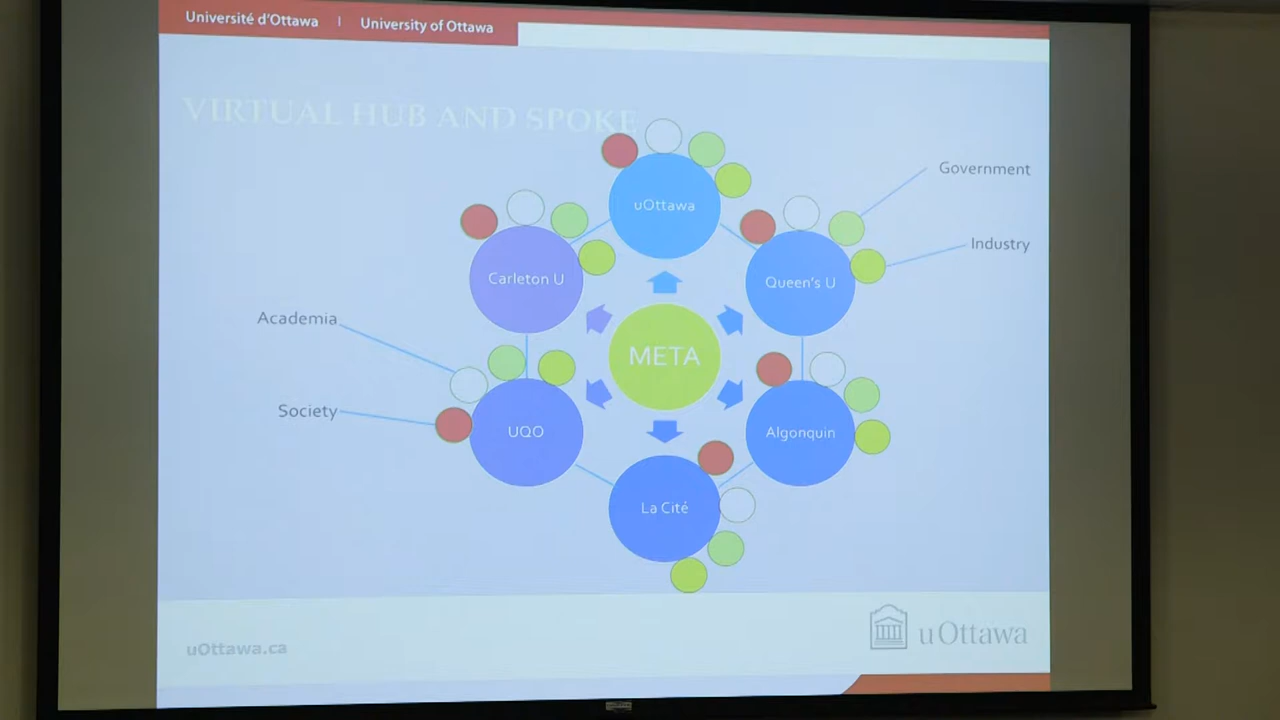 Université d'Ottawa | University of Ottawa
VIRTUAL HUB AND SPOKE
Government
uOttawa
Industry
Carleton U
Queen's U
Academia
META
Society
UQO
Algonquin
La Cité
uOttawa.ca
uOttawa